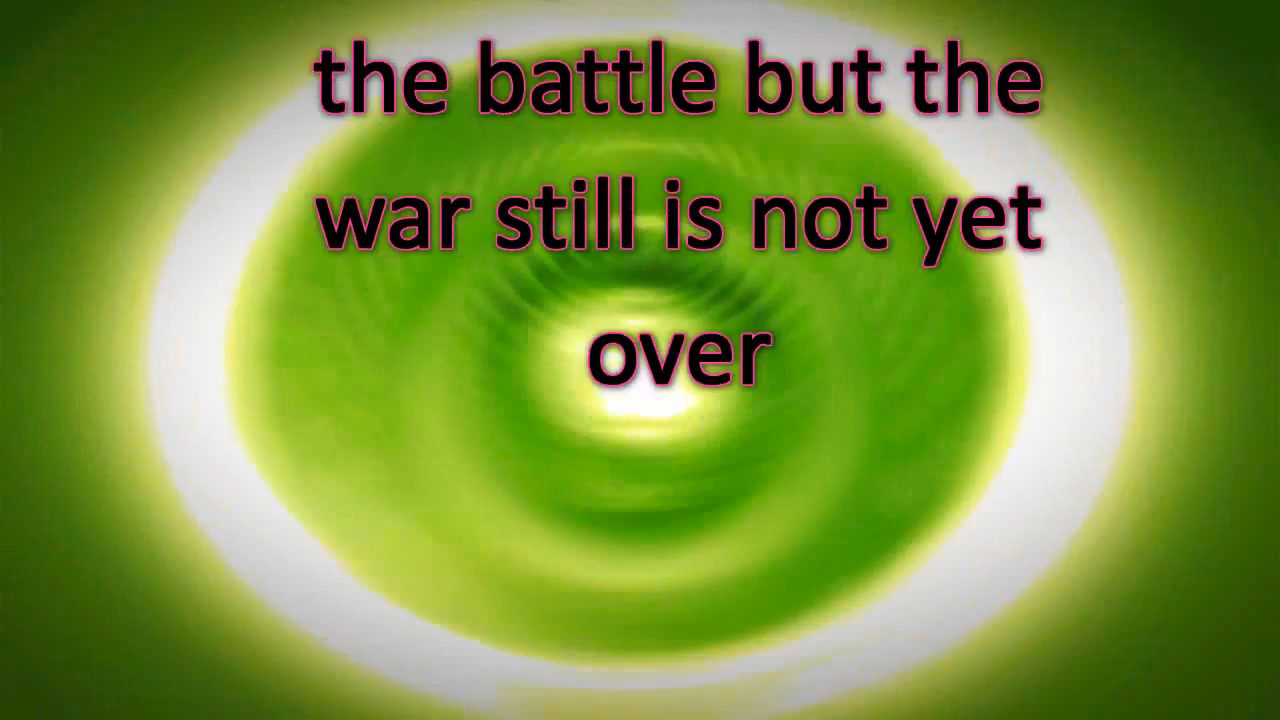 the battle but the
war still is not yet
over